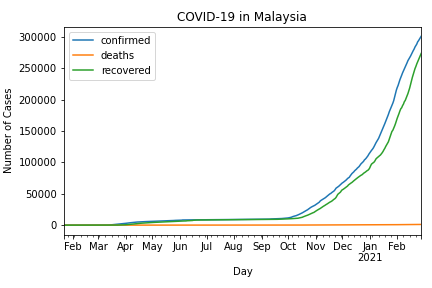 COVID-19 in Malaysia
confirmed
deaths
recovered
Number of Cases
300000
250000
200000
150000
100000
50000
0
Feb Mar Apr May Jun Jul Aug Sep Oct Nov Dec Jan Feb
2021
Day